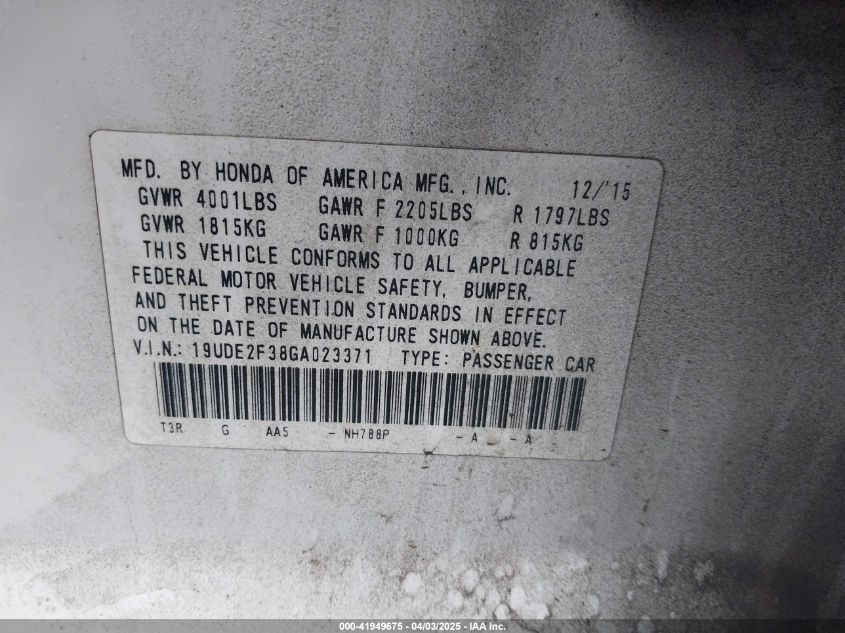 MFD. BY HONDA OF AMERICA MFG., INC. 12/'15
GVWR 4001LBS GAWR F 2205LBS R 1797LBS
GVWR 1815KG GAWR F 1000KG R 815KG
THIS VEHICLE CONFORMS TO ALL APPLICABLE
FEDERAL MOTOR VEHICLE SAFETY, BUMPER,
AND THEFT PREVENTION STANDARDS IN EFFECT
ON THE DATE OF MANUFACTURE SHOWN ABOVE.
V.I.N.: 19UDE2F38GA023371 TYPE: PASSENGER CAR
T3R G AA5 - NH788P - A - A
000-41949675 - 04/03/2025 - IAA Inc.